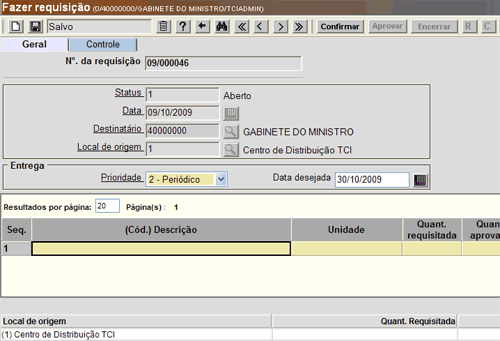 Fazer requisição (0/40000000/GABINETE DO MINISTRO/TCIADMIN)
Salvo ? Confirmar Aprovar Encerrar R C
Geral Controle
Nº. da requisição 09/000046
Status 1 Aberto
Data 09/10/2009
Destinatário 40000000 GABINETE DO MINISTRO
Local de origem 1 Centro de Distribuição TCI
Entrega
Prioridade 2 - Periódico Data desejada 30/10/2009
Resultados por página: 20 Página(s) : 1
Seq. (Cód.) Descrição Unidade Quant. requisitada Quan aprova
1
Local de origem Quant. Requisitada
(1) Centro de Distribuição TCI